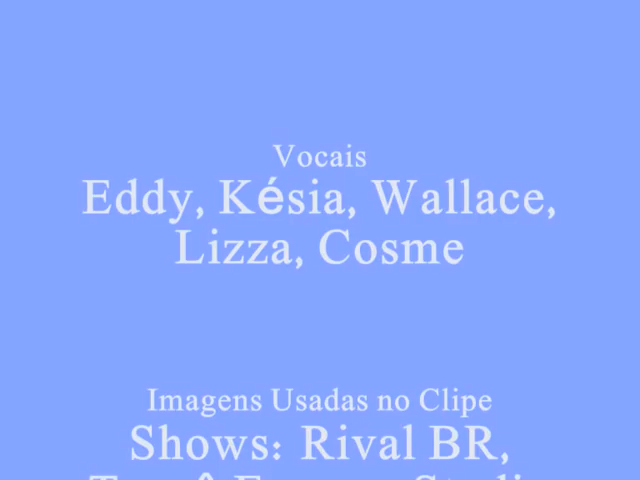 Vocais
Eddy, Késia, Wallace,
Lizza, Cosme
Imagens Usadas no Clipe
Shows: Rival BR,